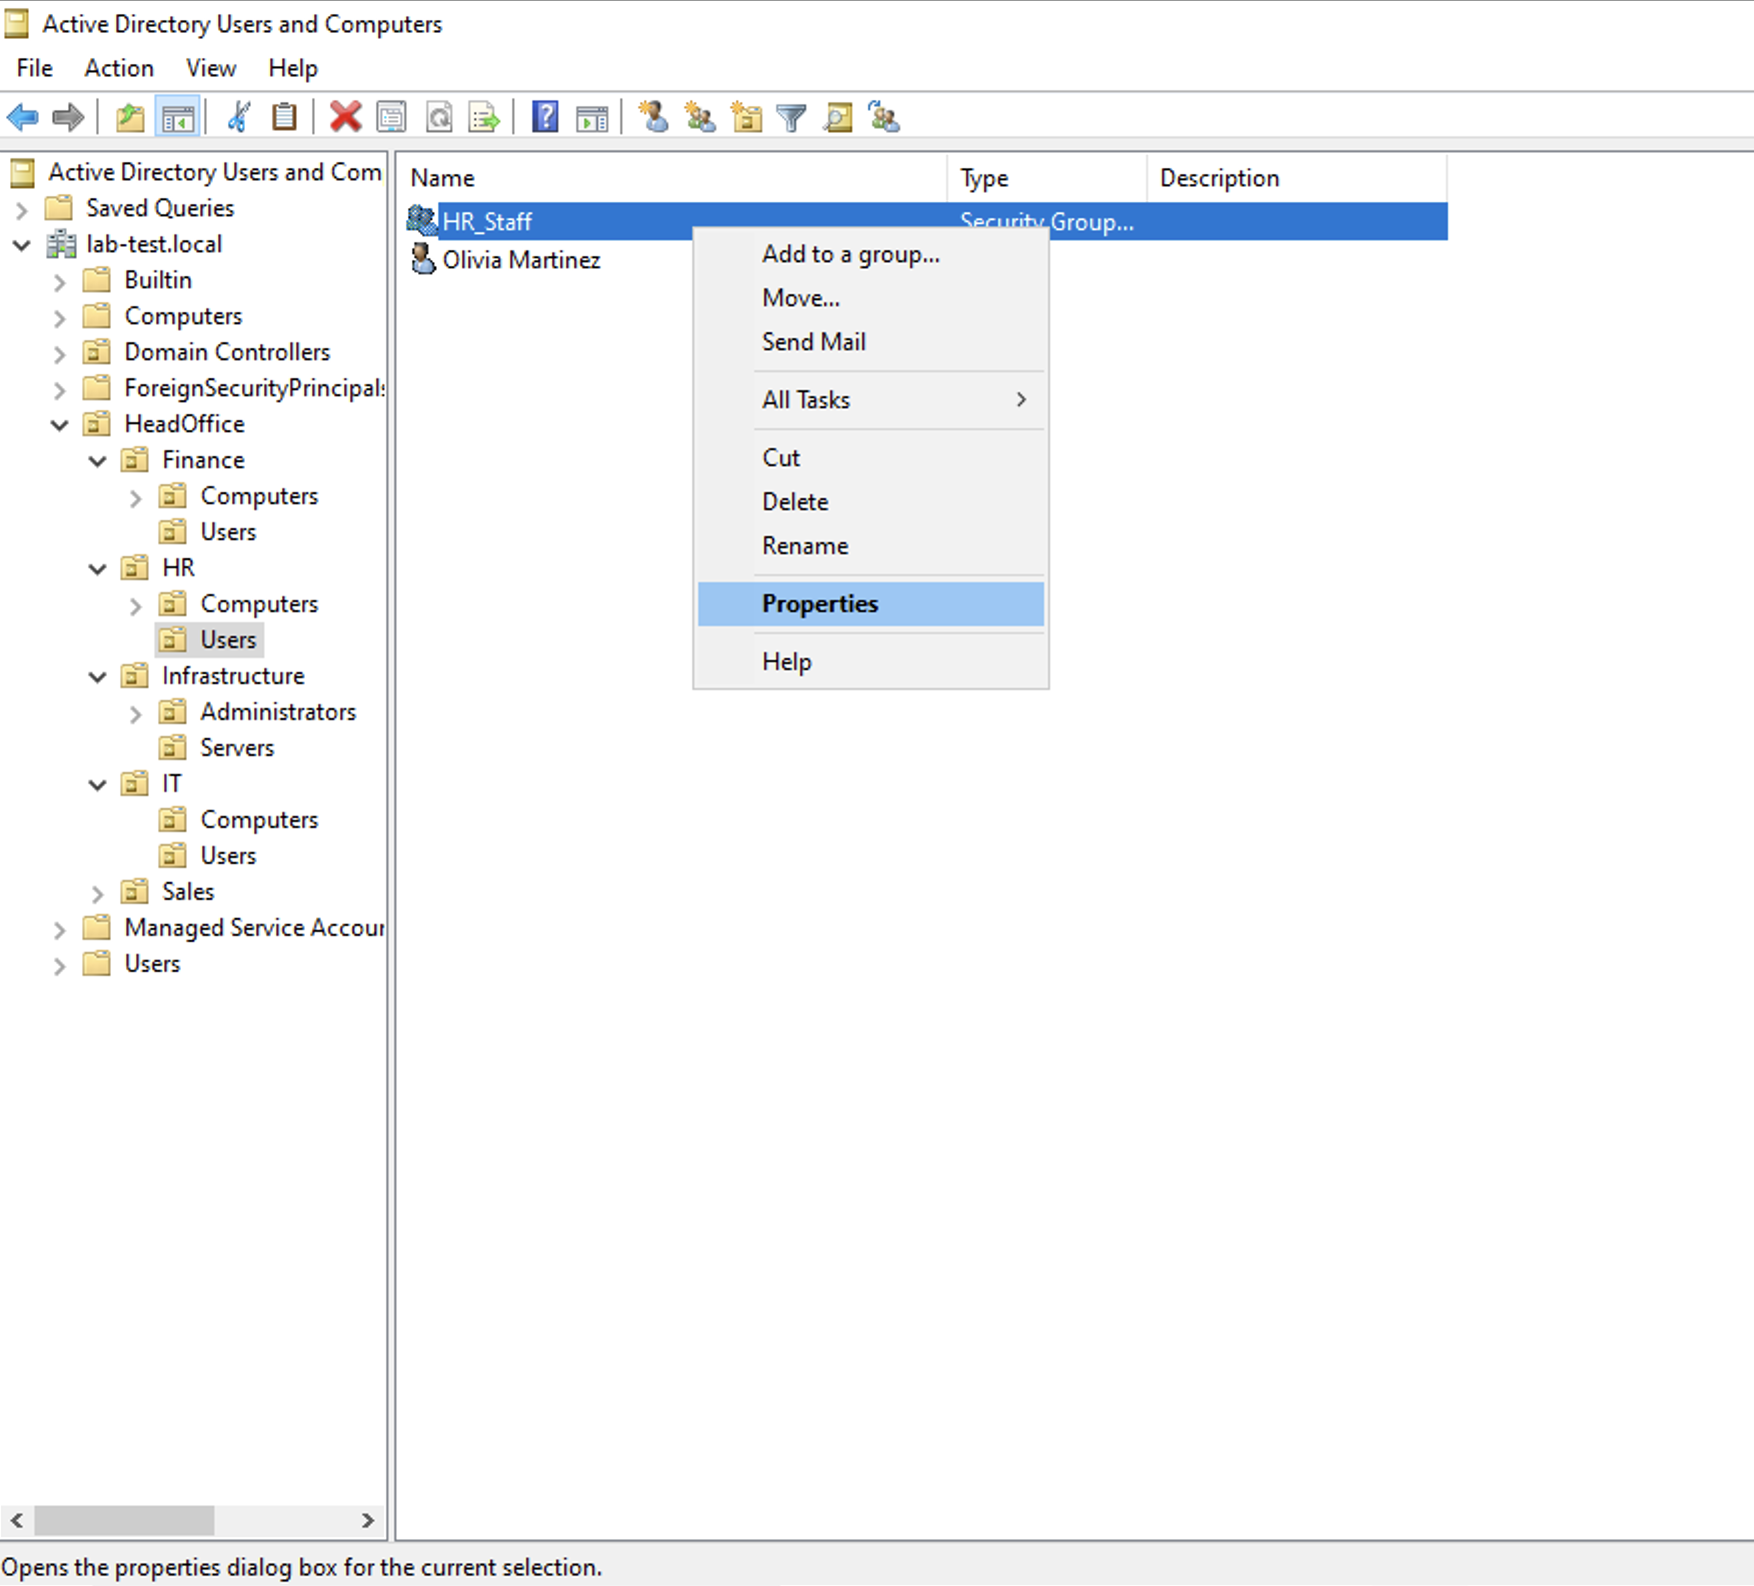 Active Directory Users and Computers
File Action View Help
Active Directory Users and Com
Saved Queries
lab-test.local
Builtin
Computers
Domain Controllers
ForeignSecurityPrincipals
HeadOffice
Finance
Computers
Users
HR
Computers
Users
Infrastructure
Administrators
Servers
IT
Computers
Users
Sales
Managed Service Accour
Users
Name Type Description
HR_Staff Security Group...
Olivia Martinez
Add to a group...
Move...
Send Mail
All Tasks
Cut
Delete
Rename
Properties
Help
Opens the properties dialog box for the current selection.